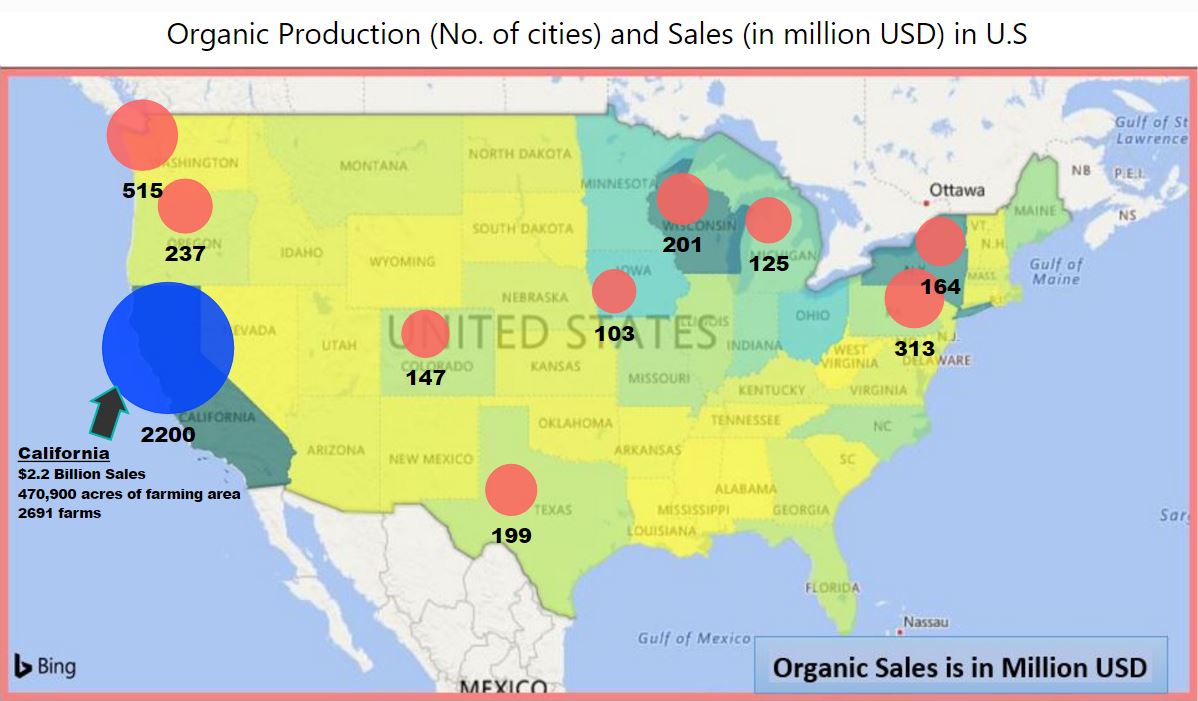 Organic Production (No. of cities) and Sales (in million USD) in U.S
Gulf of St
Lawrence
NB
P.E.I.
NS
Ottawa
MAINE
Gulf of
Maine
VT.
N.H.
MASS.
R.I.
ASHINGTON
515
MONTANA
NORTH DAKOTA
MINNESOTA
OREGON
237
IDAHO
WYOMING
SOUTH DAKOTA
WISCONSIN
201
MICHIGAN
125
N.Y.
164
IOWA
103
NEBRASKA
UNITED STATES
ILLINOIS
INDIANA
OHIO
313
N.J.
DELAWARE
WEST
VIRGINIA
VIRGINIA
EVADA
UTAH
COLORADO
147
KANSAS
MISSOURI
KENTUCKY
CALIFORNIA
2200
California
$2.2 Billion Sales
470,900 acres of farming area
2691 farms
ARIZONA
NEW MEXICO
OKLAHOMA
ARKANSAS
TENNESSEE
NC
SC
TEXAS
199
ALABAMA
MISSISSIPPI
GEORGIA
LOUISIANA
FLORIDA
Sar
Nassau
Gulf of Mexico
MEXICO
Bing
Organic Sales is in Million USD